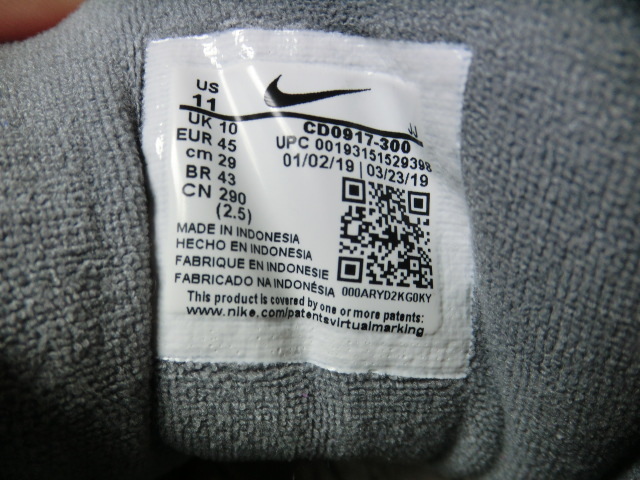 US
11
UK 10
EUR 45
cm 29
BR 43
CN 290
(2.5)
JJ
CD0917-300
UPC 00193151529398
01/02/19 | 03/23/19
MADE IN INDONESIA
HECHO EN INDONESIA
FABRIQUE EN INDONESIE
FABRICADO NA INDONÉSIA
000ARYD2KG0KY
This product is covered by one or more patents:
www.nike.com/patentsvirtualmarking